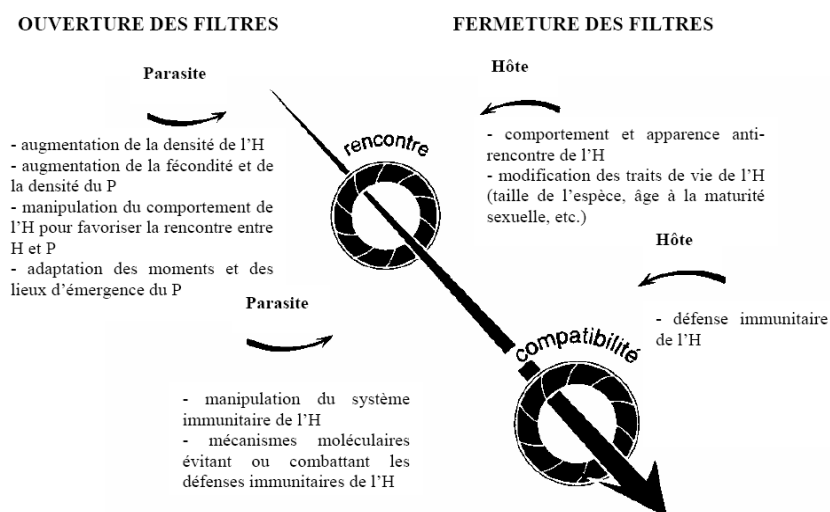 OUVERTURE DES FILTRES
FERMETURE DES FILTRES
Parasite
- augmentation de la densité de l'H
- augmentation de la fécondité et de
la densité du P
- manipulation du comportement de
l'H pour favoriser la rencontre entre
H et P
- adaptation des moments et des
lieux d'émergence du P
rencontre
Hôte
- comportement et apparence anti-
rencontre de l'H
- modification des traits de vie de l'H
(taille de l'espèce, âge à la maturité
sexuelle, etc.)
Parasite
- manipulation du système
immunitaire de l'H
- mécanismes moléculaires
évitant ou combattant les
défenses immunitaires de l'H
compatibilité
Hôte
- défense immunitaire
de l'H